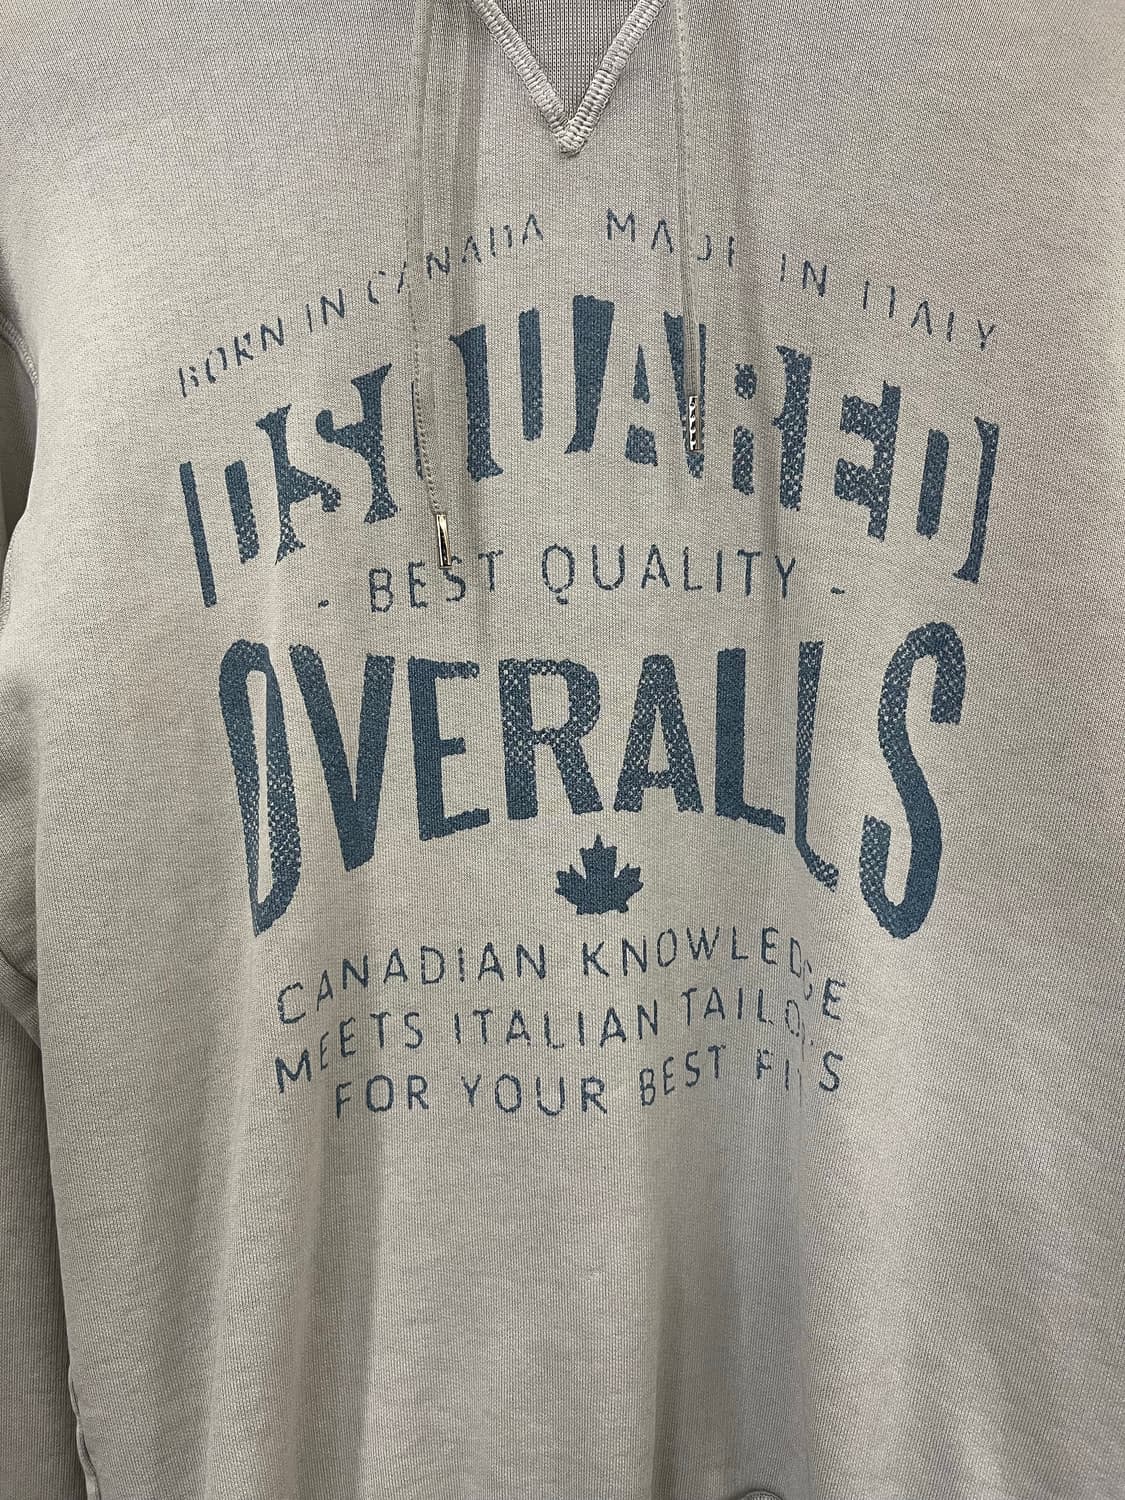 BORN IN CANADA MADE IN ITALY
DSQUARED
- BEST QUALITY -
OVERALLS
CANADIAN KNOWLEDGE
MEETS ITALIAN TAILORS
FOR YOUR BEST FITS